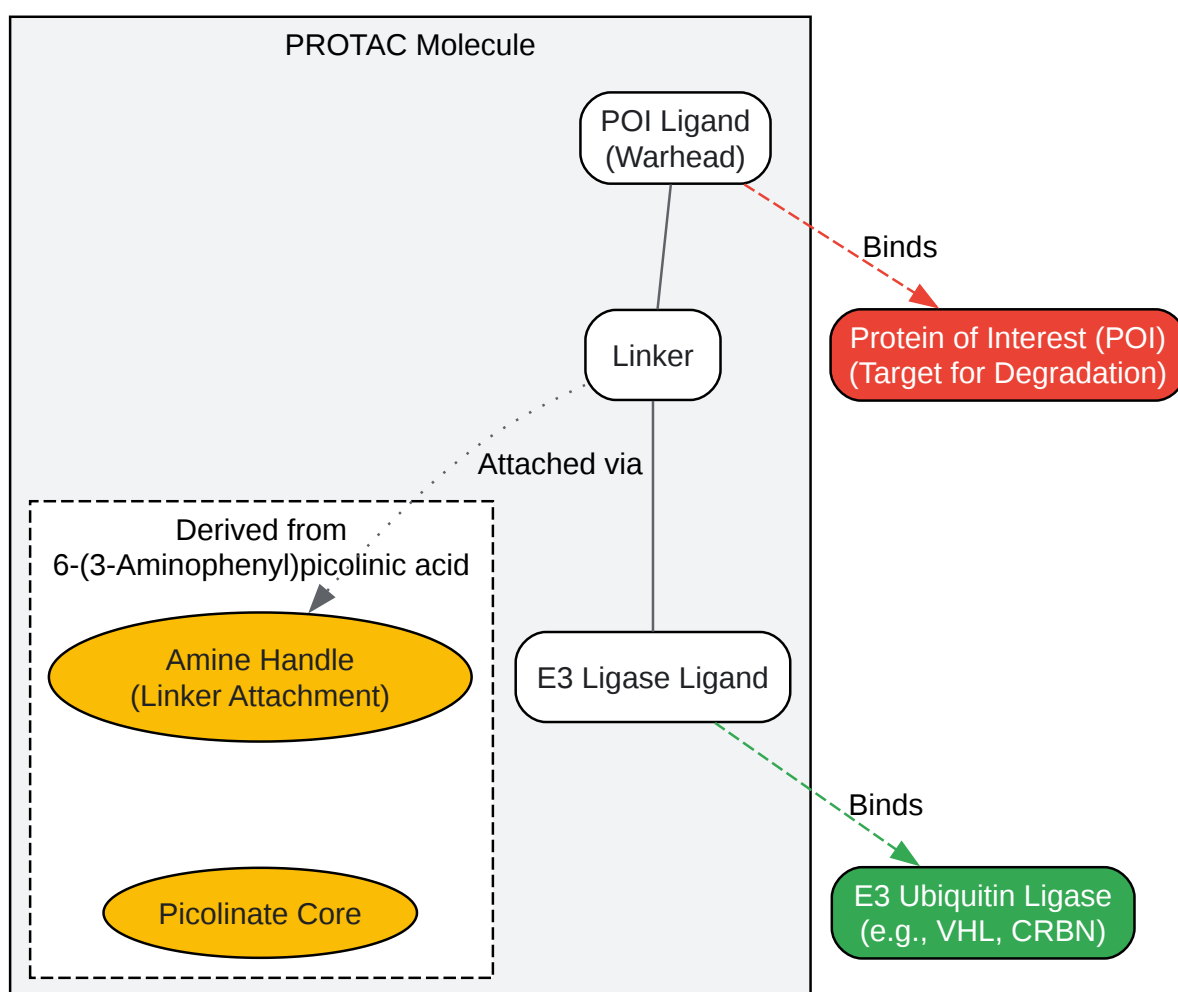 PROTAC Molecule
POI Ligand
(Warhead)
Binds
Protein of Interest (POI)
(Target for Degradation)
Linker
Attached via
Derived from
6-(3-Aminophenyl)picolinic acid
Amine Handle
(Linker Attachment)
E3 Ligase Ligand
Binds
Picolinate Core
E3 Ubiquitin Ligase
(e.g., VHL, CRBN)